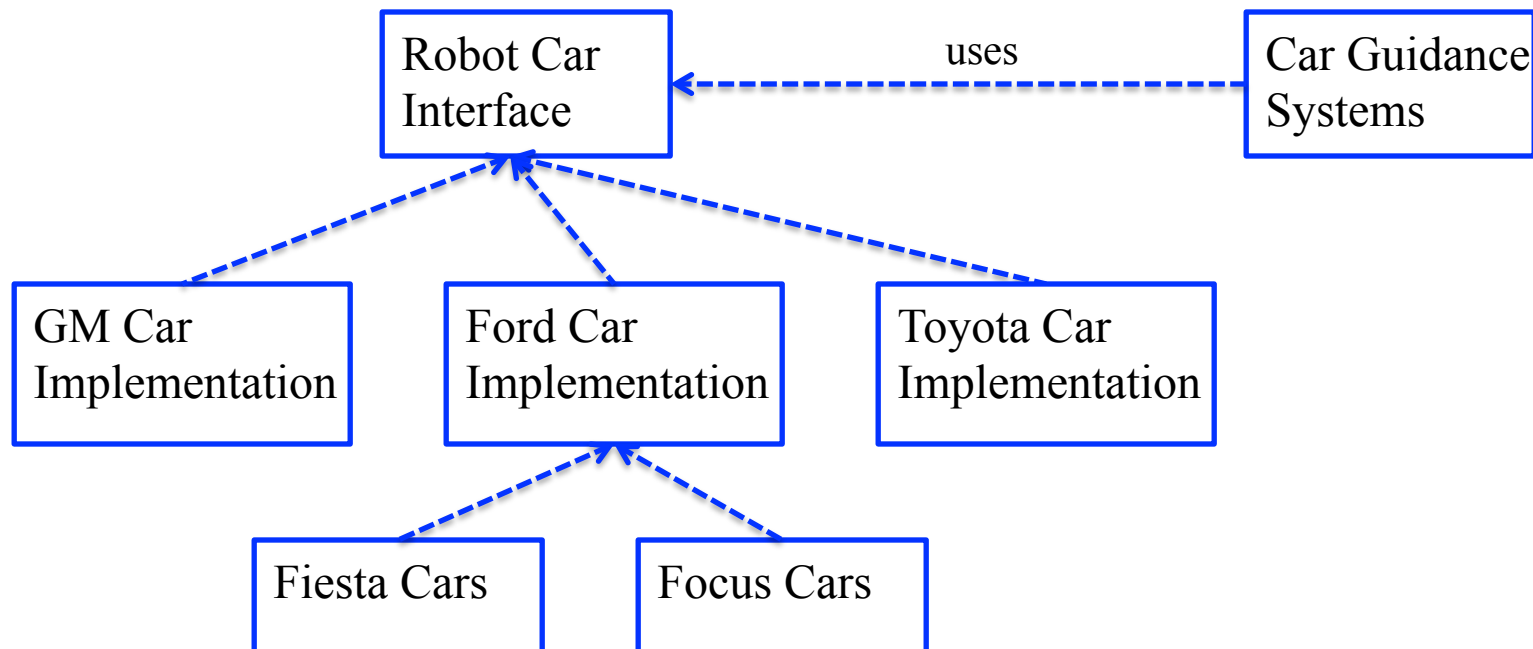 Robot Car
Interface
uses
Car Guidance
Systems
GM Car
Implementation
Ford Car
Implementation
Toyota Car
Implementation
Fiesta Cars
Focus Cars